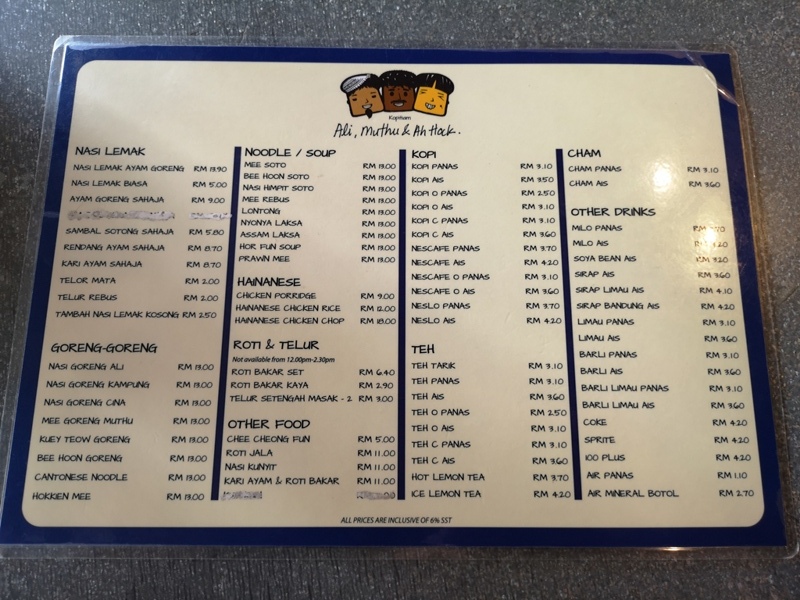 Kopitiam
Ali, Muthu & Ah Hock.
NASI LEMAK
NASI LEMAK AYAM GORENG RM 13.90
NASI LEMAK BIASA RM 5.00
AYAM GORENG SAHAJA RM 9.00
SAMBAL SOTONG SAHAJA RM 5.80
RENDANG AYAM SAHAJA RM 8.70
KARI AYAM SAHAJA RM 8.70
TELOR MATA RM 2.00
TELUR REBUS RM 2.00
TAMBAH NASI LEMAK KOSONG RM 2.50
GORENG-GORENG
NASI GORENG ALI RM 13.00
NASI GORENG KAMPUNG RM 13.00
NASI GORENG CINA RM 13.00
MEE GORENG MUTHU RM 13.00
KUEY TEOW GORENG RM 13.00
BEE HOON GORENG RM 13.00
CANTONESE NOODLE RM 13.00
HOKKIEN MEE RM 13.00
NOODLE / SOUP
MEE SOTO RM 13.00
BEE HOON SOTO RM 13.00
NASI HIMPIT SOTO RM 13.00
MEE REBUS RM 13.00
LONTONG RM 13.00
NYONYA LAKSA RM 13.00
ASSAM LAKSA RM 13.00
HOR FUN SOUP RM 13.00
PRAWN MEE RM 13.00
HAINANESE
CHICKEN PORRIDGE RM 9.00
HAINANESE CHICKEN RICE RM 12.00
HAINANESE CHICKEN CHOP RM 18.00
ROTI & TELUR
Not available from 12.00pm-2.30pm
ROTI BAKAR SET RM 6.40
ROTI BAKAR KAYA RM 2.90
TELUR SETENGAH MASAK - 2 RM 3.00
OTHER FOOD
CHEE CHEONG FUN RM 5.00
ROTI JALA RM 11.00
NASI KUNYIT RM 11.00
KARI AYAM & ROTI BAKAR RM 11.00
KOPI
KOPI PANAS RM 3.10
KOPI AIS RM 3.50
KOPI O PANAS RM 2.50
KOPI O AIS RM 3.10
KOPI C PANAS RM 3.10
KOPI C AIS RM 3.60
NESCAFE PANAS RM 3.70
NESCAFE AIS RM 4.20
NESCAFE O PANAS RM 3.10
NESCAFE O AIS RM 3.60
NESLO PANAS RM 3.70
NESLO AIS RM 4.20
TEH
TEH TARIK RM 3.10
TEH PANAS RM 3.10
TEH AIS RM 3.60
TEH O PANAS RM 2.50
TEH O AIS RM 3.10
TEH C PANAS RM 3.10
TEH C AIS RM 3.60
HOT LEMON TEA RM 3.70
ICE LEMON TEA RM 4.20
CHAM
CHAM PANAS RM 3.10
CHAM AIS RM 3.60
OTHER DRINKS
MILO PANAS RM
MILO AIS RM 4.20
SOYA BEAN AIS RM 3.20
SIRAP AIS RM 3.60
SIRAP LIMAU AIS RM 4.10
SIRAP BANDUNG AIS RM 4.20
LIMAU PANAS RM 3.10
LIMAU AIS RM 3.60
BARLI PANAS RM 3.10
BARLI AIS RM 3.60
BARLI LIMAU PANAS RM 3.10
BARLI LIMAU AIS RM 3.60
COKE RM 4.20
SPRITE RM 4.20
100 PLUS RM 4.20
AIR PANAS RM 1.10
AIR MINERAL BOTOL RM 2.70
ALL PRICES ARE INCLUSIVE OF 6% SST